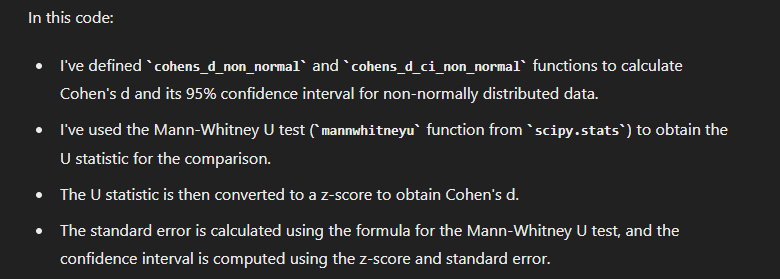 In this code:
• I've defined `cohens_d_non_normal` and `cohens_d_ci_non_normal` functions to calculate
Cohen's d and its 95% confidence interval for non-normally distributed data.
• I've used the Mann-Whitney U test (`mannwhitneyu` function from `scipy.stats`) to obtain the
U statistic for the comparison.
• The U statistic is then converted to a z-score to obtain Cohen's d.
• The standard error is calculated using the formula for the Mann-Whitney U test, and the
confidence interval is computed using the z-score and standard error.